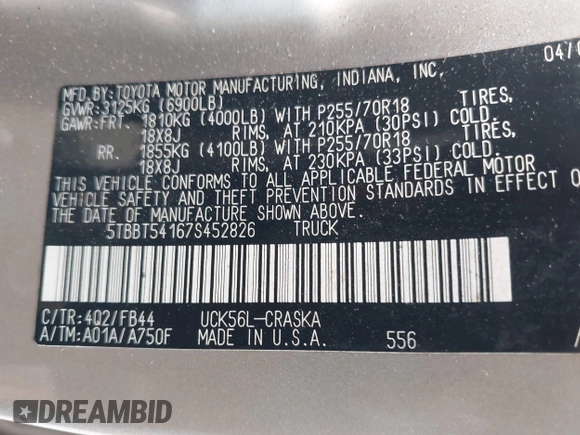 MFD. BY: TOYOTA MOTOR MANUFACTURING, INDIANA, INC. 04/0
GVWR: 3125KG (6900LB)
GAWR: FRT. 1810KG (4000LB) WITH P255/70R18 TIRES,
18X8J RIMS, AT 210KPA (30PSI) COLD.
RR. 1855KG (4100LB) WITH P255/70R18 TIRES,
18X8J RIMS, AT 230KPA (33PSI) COLD.
THIS VEHICLE CONFORMS TO ALL APPLICABLE FEDERAL MOTOR
VEHICLE SAFETY AND THEFT PREVENTION STANDARDS IN EFFECT O
THE DATE OF MANUFACTURE SHOWN ABOVE.
5TBBT54167S452826 TRUCK
C/TR: 4Q2/FB44 UCK56L-CRASKA
A/TM: A01A/A750F MADE IN U.S.A. 556
DREAMBID